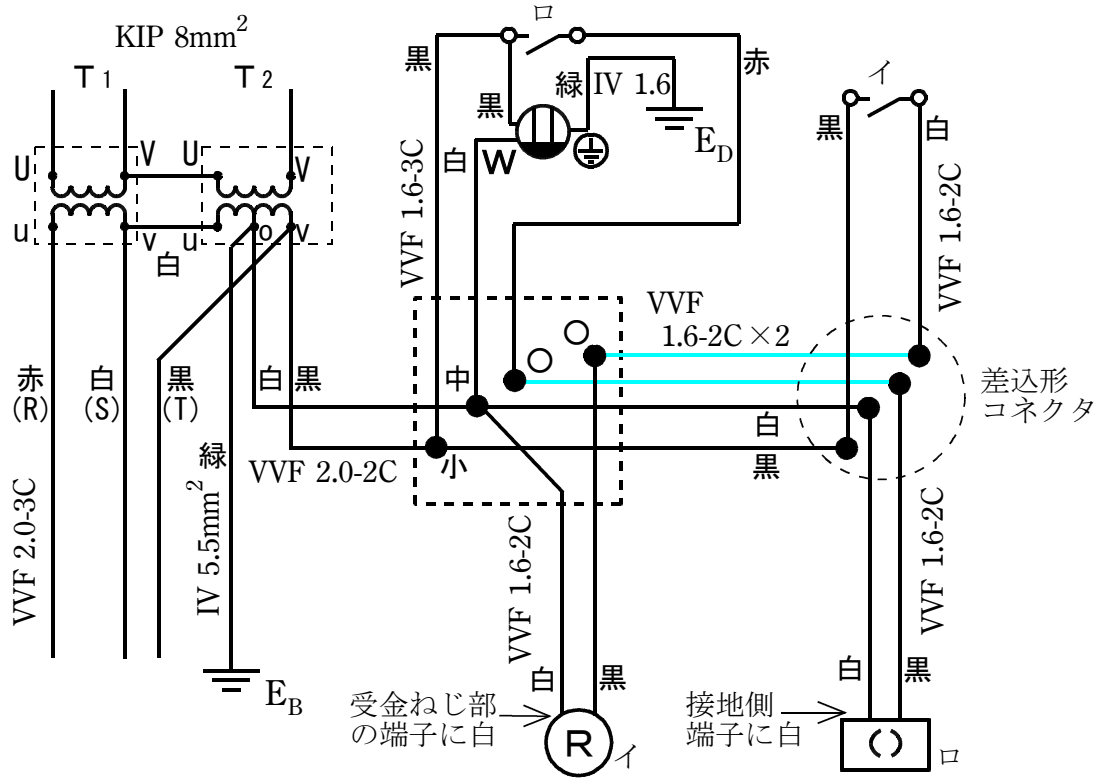 KIP 8mm²
T1
T2
U
V
U
V
u
v
u
o
v
白
赤
(R)
白
(S)
黒
(T)
白
黒
緑
VVF 2.0-3C
IV 5.5mm²
VVF 2.0-2C
E_B
ロ
黒
赤
黒
緑
IV 1.6
E_D
白
W
VVF 1.6-3C
イ
黒
白
VVF 1.6-2C
VVF
1.6-2C×2
○
○
中
小
白
黒
差込形
コネクタ
VVF 1.6-2C
VVF 1.6-2C
白
黒
白
黒
受金ねじ部
の端子に白
R
イ
接地側
端子に白
ロ